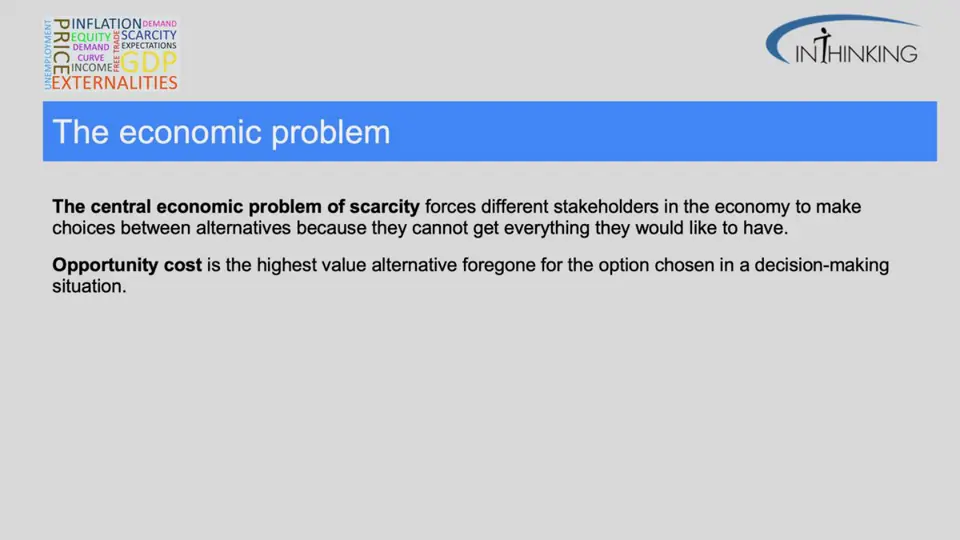 UNEMPLOYMENT
PRICE
INFLATION
DEMAND
EQUITY
FREE TRADE
SCARCITY
DEMAND
EXPECTATIONS
CURVE
GDP
INCOME
EXTERNALITIES
INTHINKING
The economic problem
The central economic problem of scarcity forces different stakeholders in the economy to make
choices between alternatives because they cannot get everything they would like to have.
Opportunity cost is the highest value alternative foregone for the option chosen in a decision-making
situation.